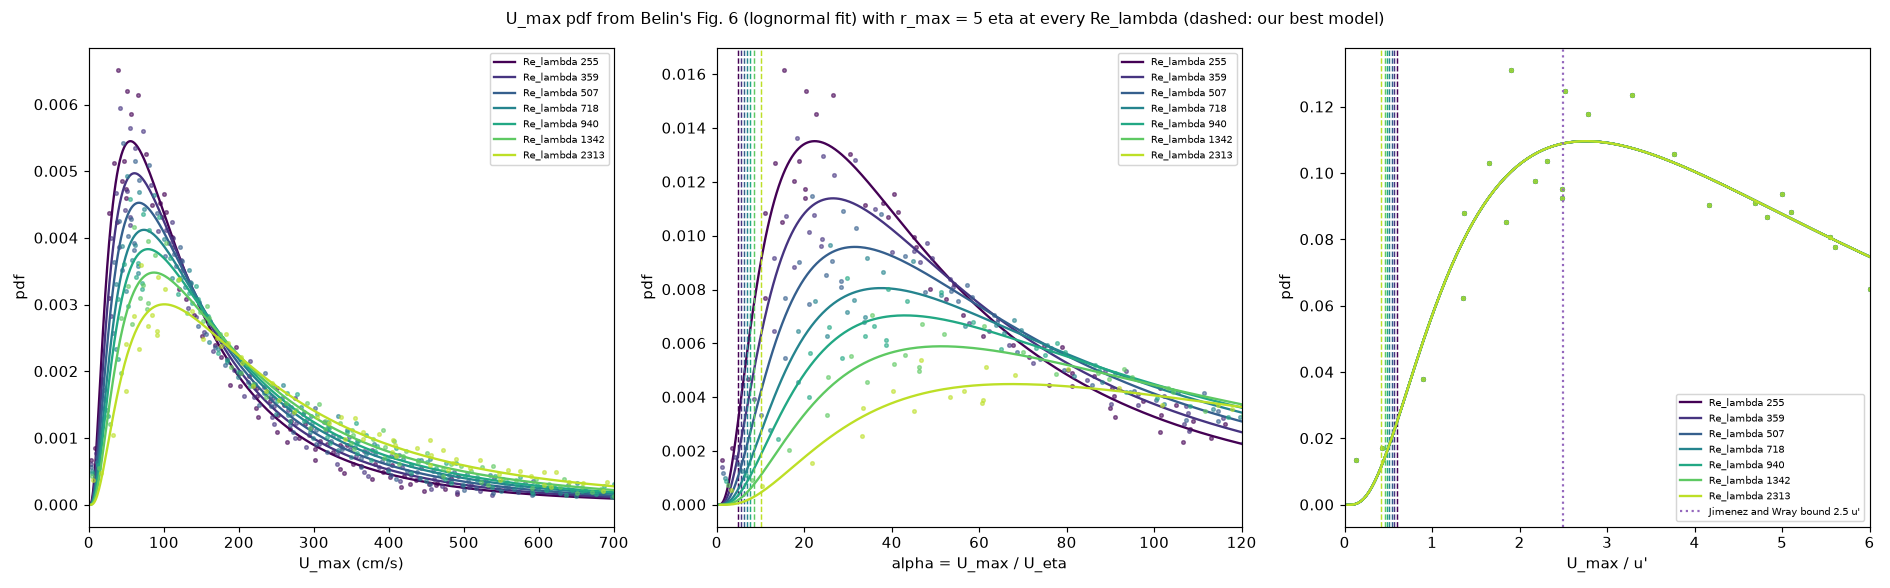 U_max pdf from Belin's Fig. 6 (lognormal fit) with r_max = 5 eta at every Re_lambda (dashed: our best model)
pdf
0.006
0.005
0.004
0.003
0.002
0.001
0.000
Re_lambda 255
Re_lambda 359
Re_lambda 507
Re_lambda 718
Re_lambda 940
Re_lambda 1342
Re_lambda 2313
0 100 200 300 400 500 600 700
U_max (cm/s)
pdf
0.016
0.014
0.012
0.010
0.008
0.006
0.004
0.002
0.000
Re_lambda 255
Re_lambda 359
Re_lambda 507
Re_lambda 718
Re_lambda 940
Re_lambda 1342
Re_lambda 2313
0 20 40 60 80 100 120
alpha = U_max / U_eta
pdf
0.12
0.10
0.08
0.06
0.04
0.02
0.00
Re_lambda 255
Re_lambda 359
Re_lambda 507
Re_lambda 718
Re_lambda 940
Re_lambda 1342
Re_lambda 2313
Jimenez and Wray bound 2.5 u'
0 1 2 3 4 5 6
U_max / u'